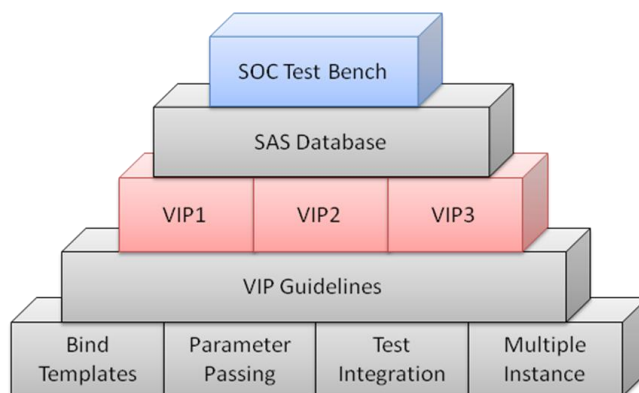 SOC Test Bench
SAS Database
VIP1 VIP2 VIP3
VIP Guidelines
Bind Templates
Parameter Passing
Test Integration
Multiple Instance